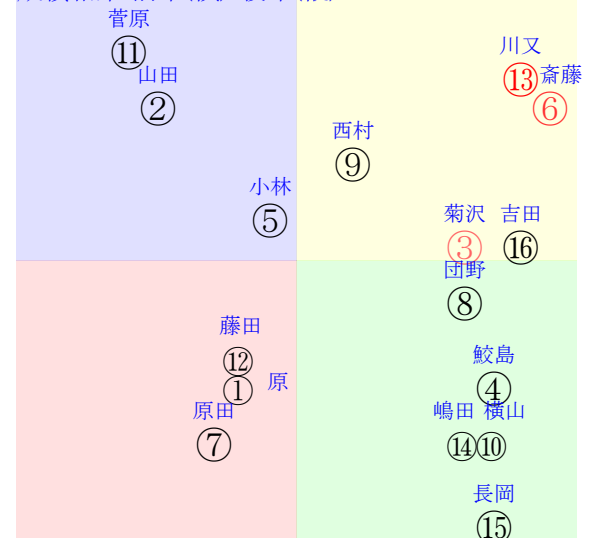 菅原
⑪
川又
⑬
山田
②
斎藤
⑥
西村
⑨
小林
⑤
菊沢
③
吉田
⑯
団野
⑧
藤田
⑫
鮫島
④
原
①
原田
⑦
嶋田
⑭
横山
⑩
長岡
⑮